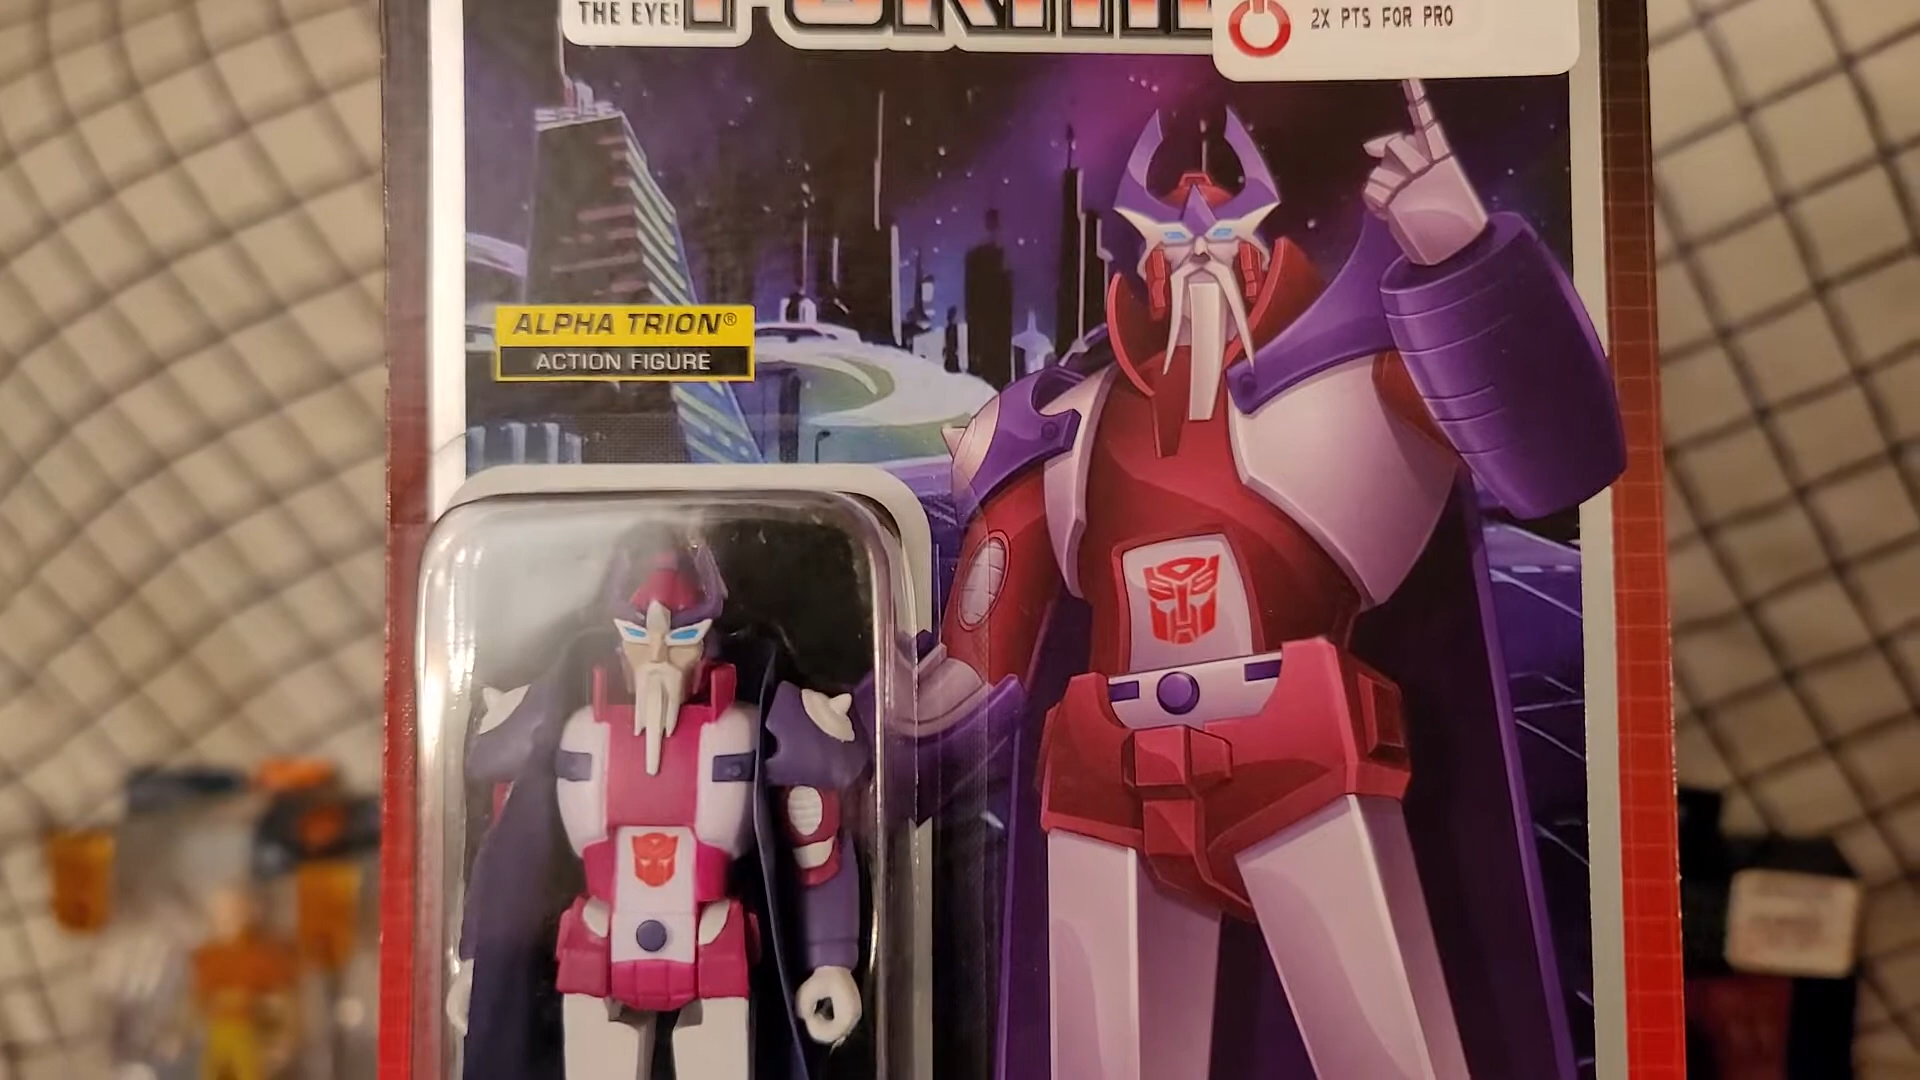 THE EYE!
2X PTS FOR PRO
ALPHA TRION®
ACTION FIGURE